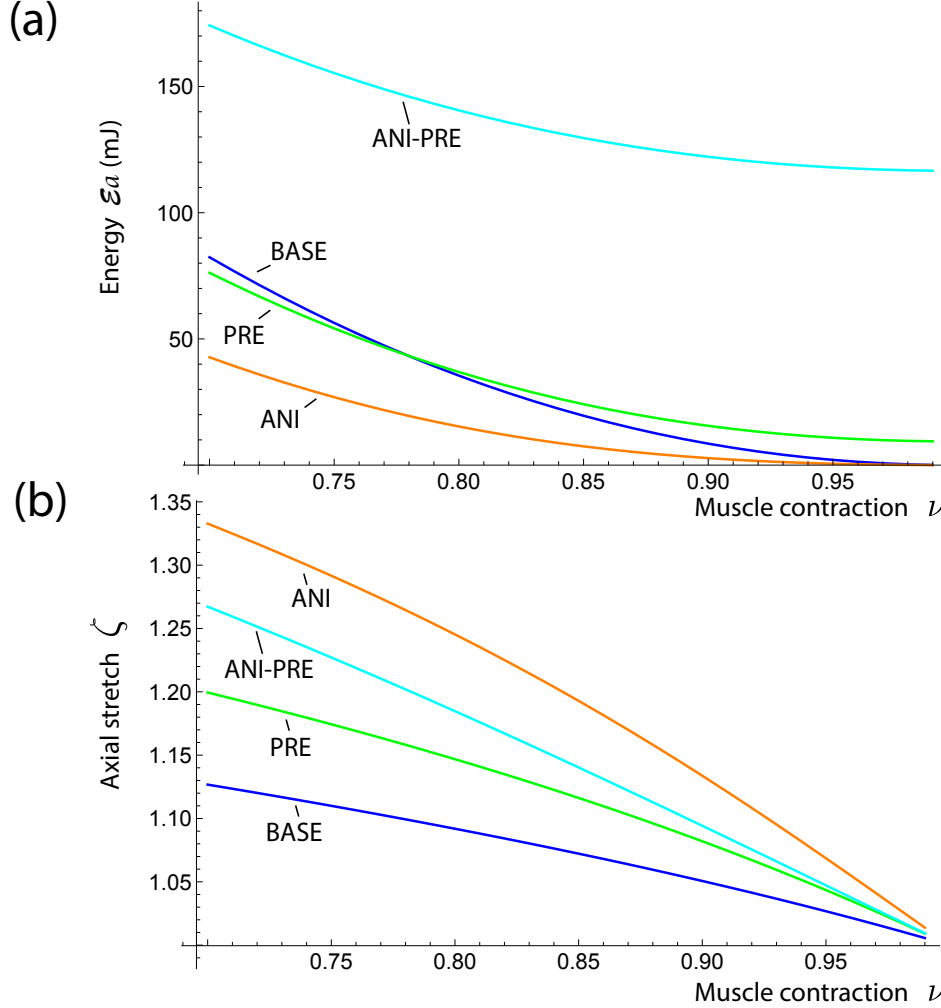 (a)
150
100
50
Energy ℰa (mJ)
ANI-PRE
BASE
PRE
ANI
0.75 0.80 0.85 0.90 0.95
Muscle contraction ν
(b)
1.35
1.30
1.25
1.20
1.15
1.10
1.05
Axial stretch ζ
ANI
ANI-PRE
PRE
BASE
0.75 0.80 0.85 0.90 0.95
Muscle contraction ν